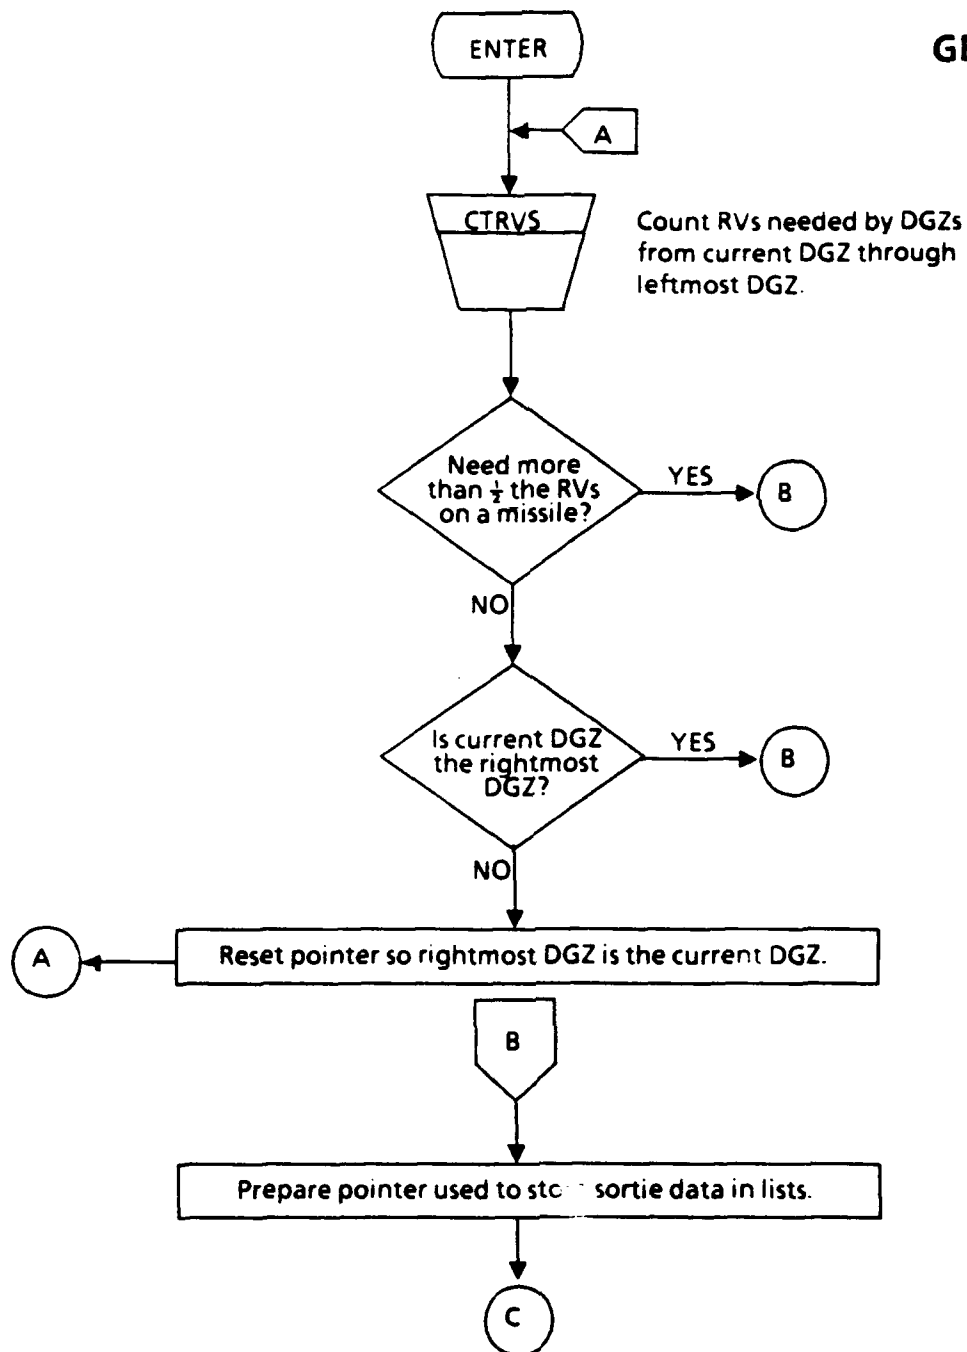 ENTER
A
CTRVS
Count RVs needed by DGZs
from current DGZ through
leftmost DGZ.
Need more
than ½ the RVs
on a missile?
YES
B
NO
Is current DGZ
the rightmost
DGZ?
YES
B
NO
A
Reset pointer so rightmost DGZ is the current DGZ.
B
Prepare pointer used to sortie data in lists.
C